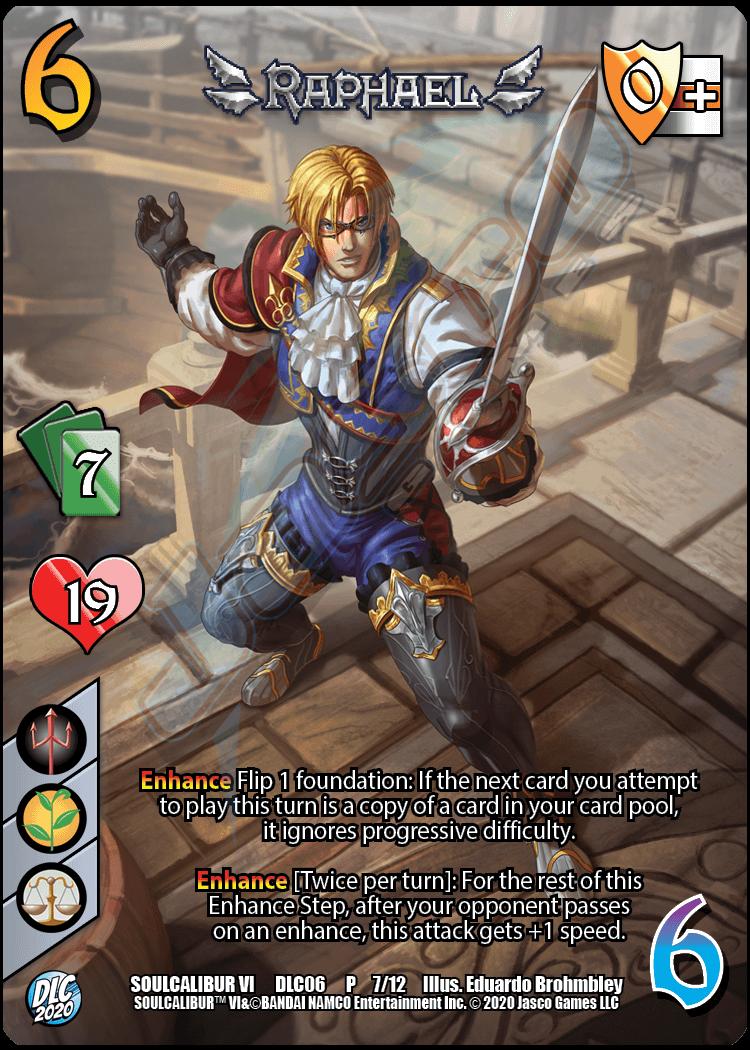 6
RAPHAEL
0
+
7
19
Enhance Flip 1 foundation: If the next card you attempt
to play this turn is a copy of a card in your card pool,
it ignores progressive difficulty.
Enhance [Twice per turn]: For the rest of this
Enhance Step, after your opponent passes
on an enhance, this attack gets +1 speed.
6
DLC
2020
SOULCALIBUR VI DLC06 P 7/12 Illus. Eduardo Brohmbley
SOULCALIBUR™ VI&©BANDAI NAMCO Entertainment Inc. © 2020 Jasco Games LLC